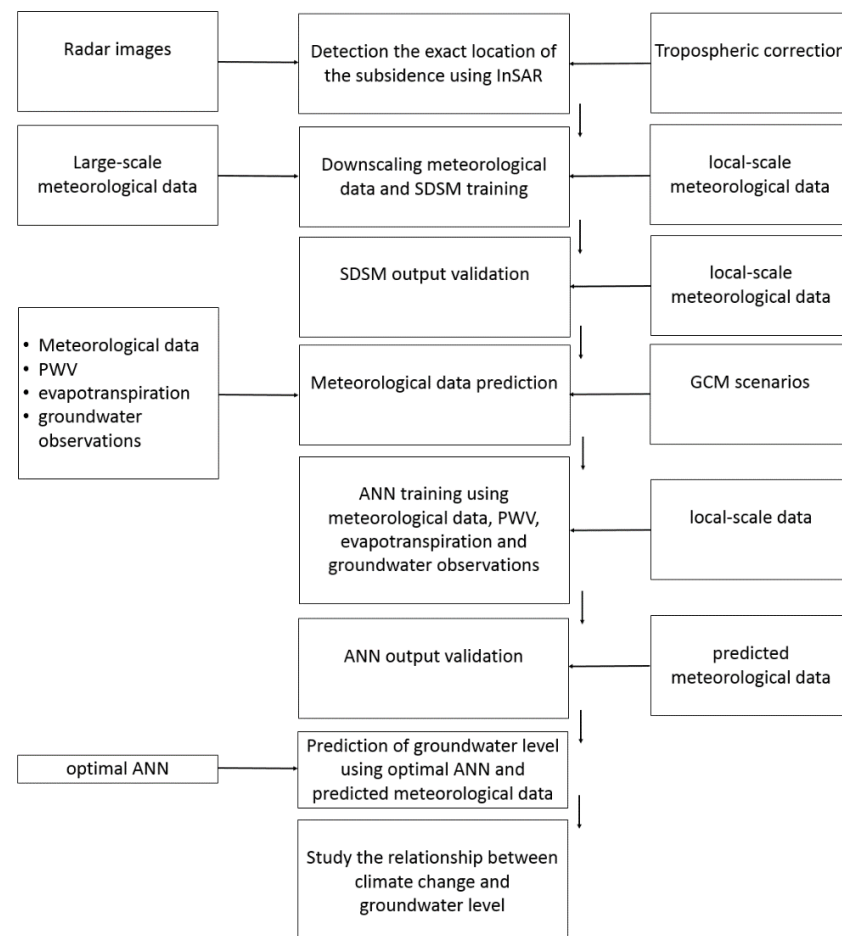 Radar images
Detection the exact location of
the subsidence using InSAR
Tropospheric correction
Large-scale
meteorological data
Downscaling meteorological
data and SDSM training
local-scale
meteorological data
SDSM output validation
local-scale
meteorological data
• Meteorological data
• PWV
• evapotranspiration
• groundwater
observations
Meteorological data prediction
GCM scenarios
ANN training using
meteorological data, PWV,
evapotranspiration and
groundwater observations
local-scale data
ANN output validation
predicted
meteorological data
optimal ANN
Prediction of groundwater level
using optimal ANN and
predicted meteorological data
Study the relationship between
climate change and
groundwater level